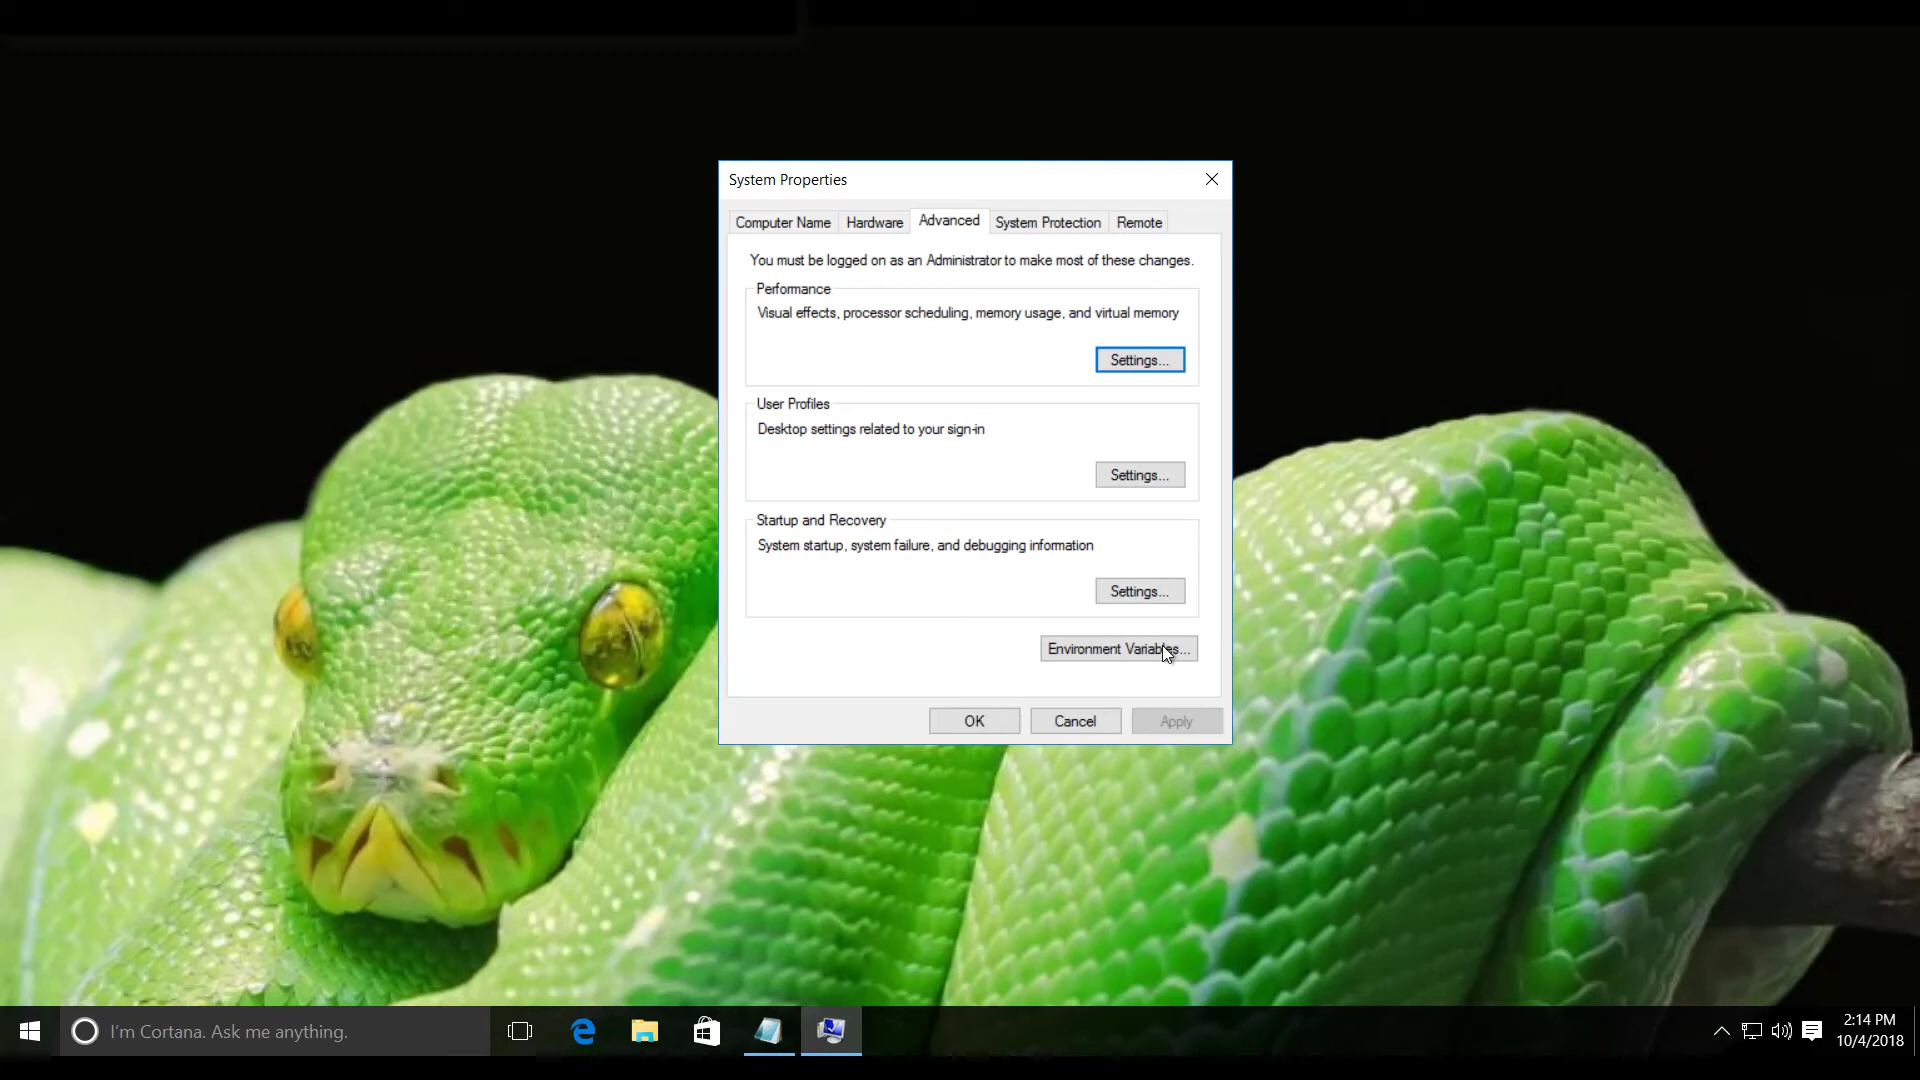 System Properties
Computer Name Hardware Advanced System Protection Remote
You must be logged on as an Administrator to make most of these changes.
Performance
Visual effects, processor scheduling, memory usage, and virtual memory
Settings...
User Profiles
Desktop settings related to your sign-in
Settings...
Startup and Recovery
System startup, system failure, and debugging information
Settings...
Environment Variables...
OK Cancel Apply
I'm Cortana. Ask me anything.
2:14 PM
10/4/2018